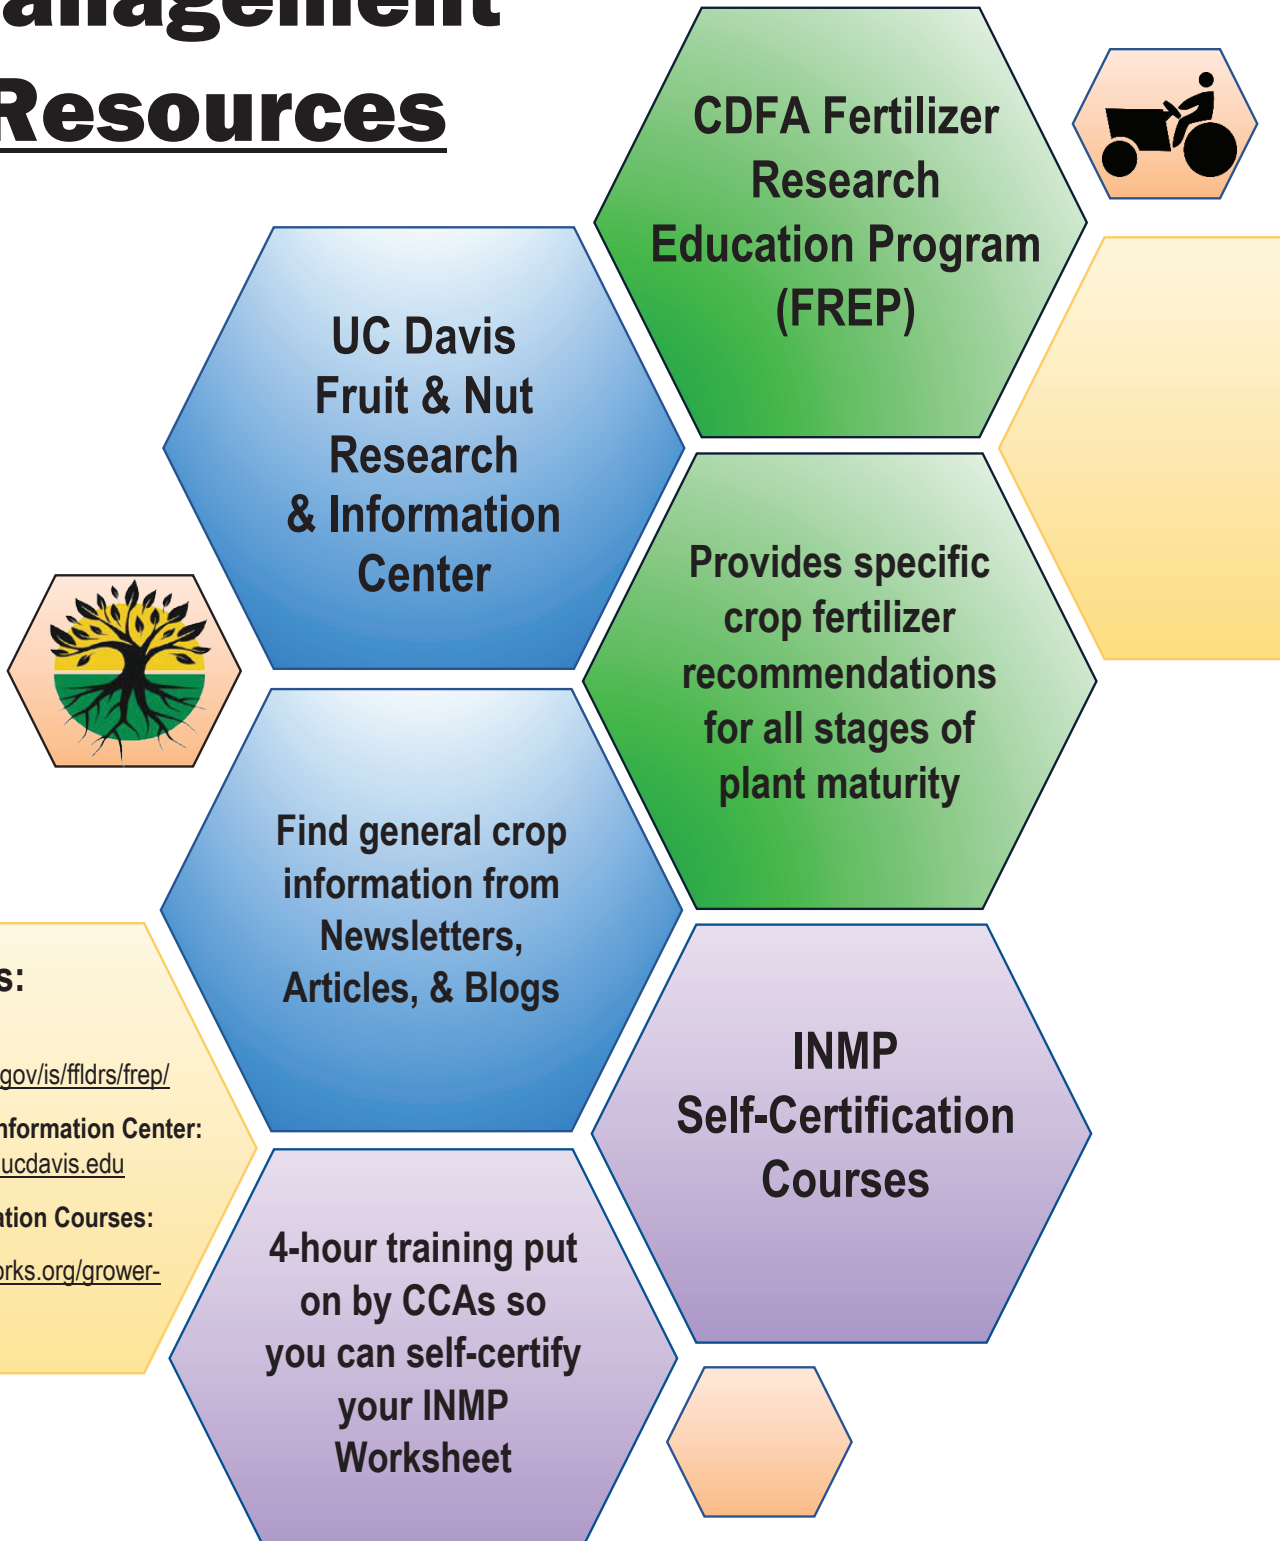 anagement
Resources
CDFA Fertilizer
Research
Education Program
(FREP)
UC Davis
Fruit & Nut
Research
& Information
Center
Provides specific
crop fertilizer
recommendations
for all stages of
plant maturity
Find general crop
information from
Newsletters,
Articles, & Blogs
s:
gov/is/ffldrs/frep/
nformation Center:
ucdavis.edu
ation Courses:
orks.org/grower-
INMP
Self-Certification
Courses
4-hour training put
on by CCAs so
you can self-certify
your INMP
Worksheet